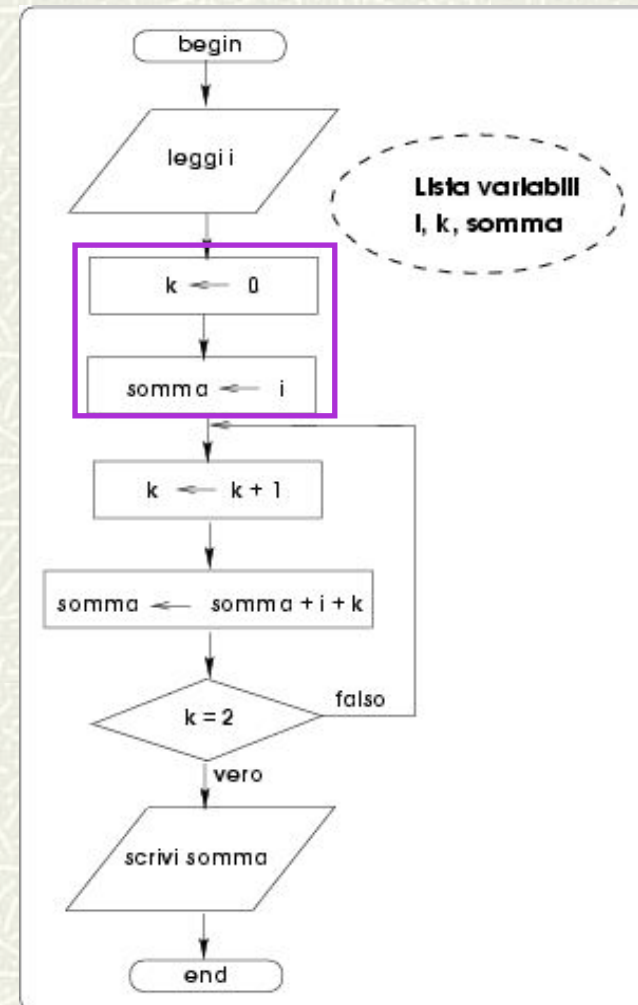 begin
leggi i
Lista variabili
i, k, somma
k ← 0
somma ← i
k ← k + 1
somma ← somma + i + k
k = 2
falso
vero
scrivi somma
end